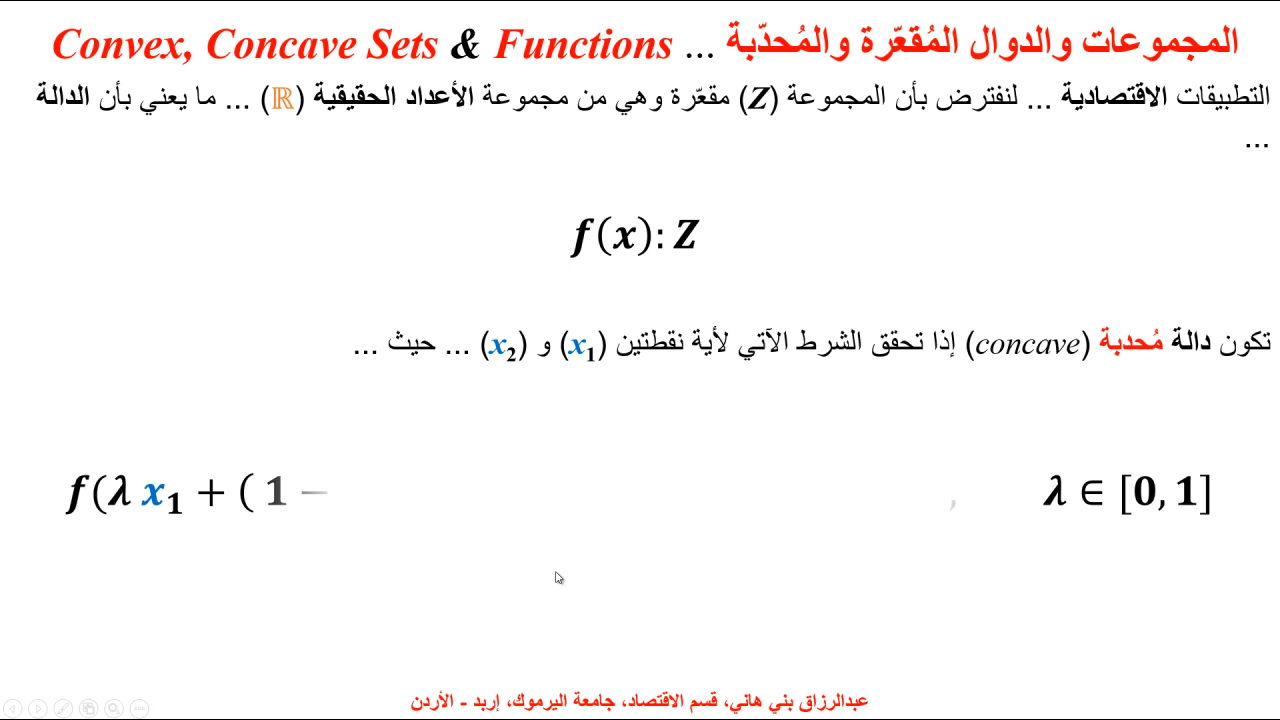 المجموعات والدوال المُقعّرة والمُحدّبة ... Convex, Concave Sets & Functions
التطبيقات الاقتصادية ... لنفترض بأن المجموعة (Z) مقعّرة وهي من مجموعة الأعداد الحقيقية (ℝ) ... ما يعني بأن الدالة
...
f(x): Z
تكون دالة مُحدبة (concave) إذا تحقق الشرط الآتي لأية نقطتين (x₁) و (x₂) ... حيث ...
f(λ x₁ + ( 1 − , λ ∈ [0, 1]
عبدالرزاق بني هاني، قسم الاقتصاد، جامعة اليرموك، إربد - الأردن